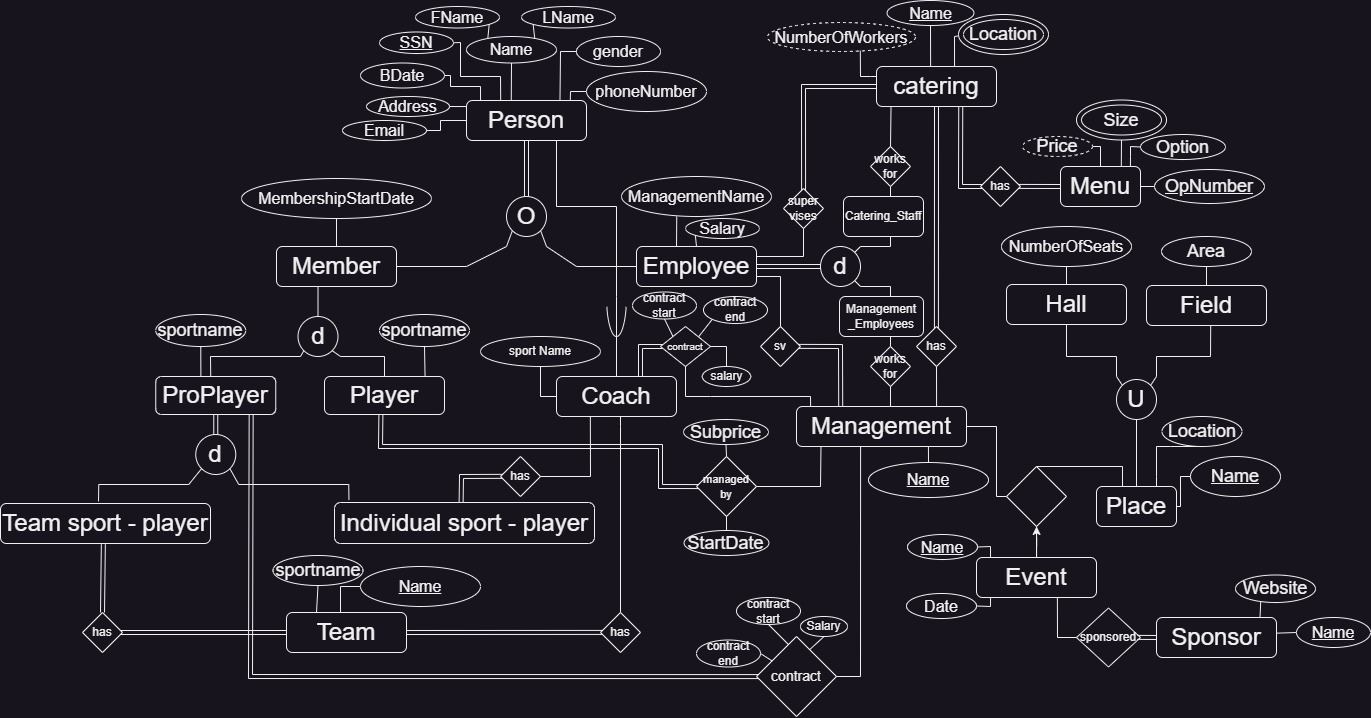 FName
LName
Name
SSN
Name
gender
BDate
phoneNumber
Address
Email
Person
NumberOfWorkers
Location
catering
Size
Price
Option
OpNumber
Menu
has
works
for
super
vises
Catering_Staff
MembershipStartDate
O
ManagementName
Salary
Member
Employee
d
NumberOfSeats
Area
Hall
Field
Management
_Employees
contract
start
contract
end
contract
salary
sv
has
works
for
sportname
d
sportname
sport Name
ProPlayer
Player
Coach
U
Management
Subprice
Location
Name
Name
d
has
managed
by
Place
Team sport - player
Individual sport - player
StartDate
Name
Event
Date
sportname
Name
Team
has
has
contract
start
Salary
contract
end
contract
Website
sponsored
Sponsor
Name